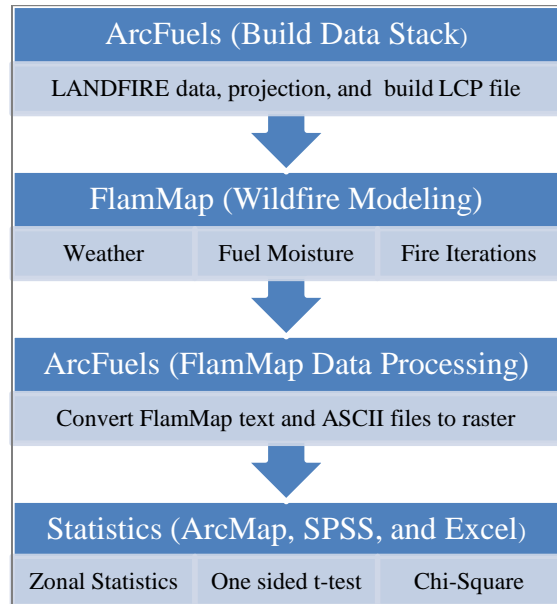 ArcFuels (Build Data Stack)
LANDFIRE data, projection, and build LCP file
FlamMap (Wildfire Modeling)
Weather Fuel Moisture Fire Iterations
ArcFuels (FlamMap Data Processing)
Convert FlamMap text and ASCII files to raster
Statistics (ArcMap, SPSS, and Excel)
Zonal Statistics One sided t-test Chi-Square